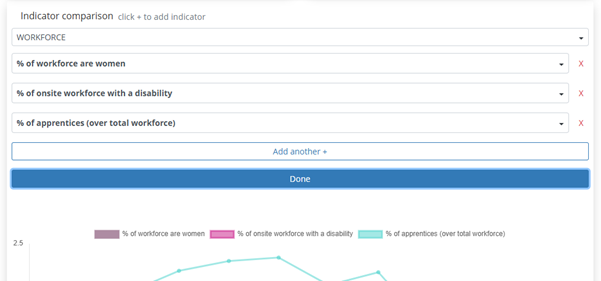 Indicator comparison click + to add indicator
WORKFORCE
% of workforce are women X
% of onsite workforce with a disability X
% of apprentices (over total workforce) X
Add another +
Done
% of workforce are women % of onsite workforce with a disability % of apprentices (over total workforce)
2.5